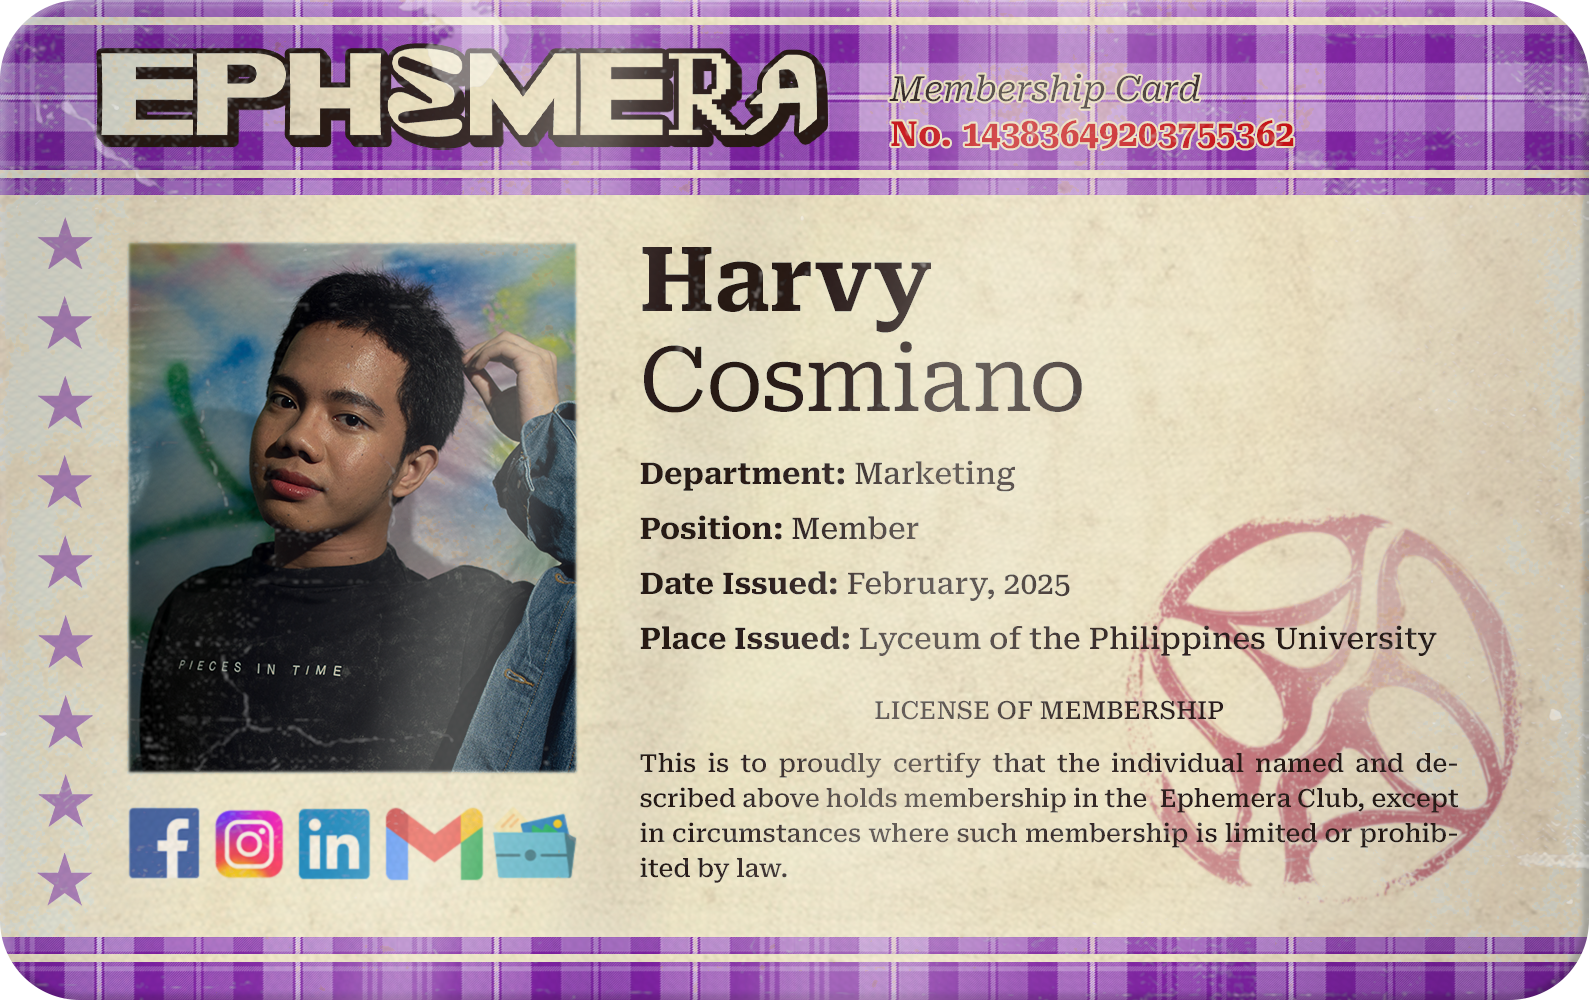 EPHEMERA
Membership Card
No. 14383649203755362
Harvy
Cosmiano
Department: Marketing
Position: Member
Date Issued: February, 2025
Place Issued: Lyceum of the Philippines University
PIECES IN TIME
LICENSE OF MEMBERSHIP
This is to proudly certify that the individual named and de-
scribed above holds membership in the Ephemera Club, except
in circumstances where such membership is limited or prohib-
ited by law.
f
in